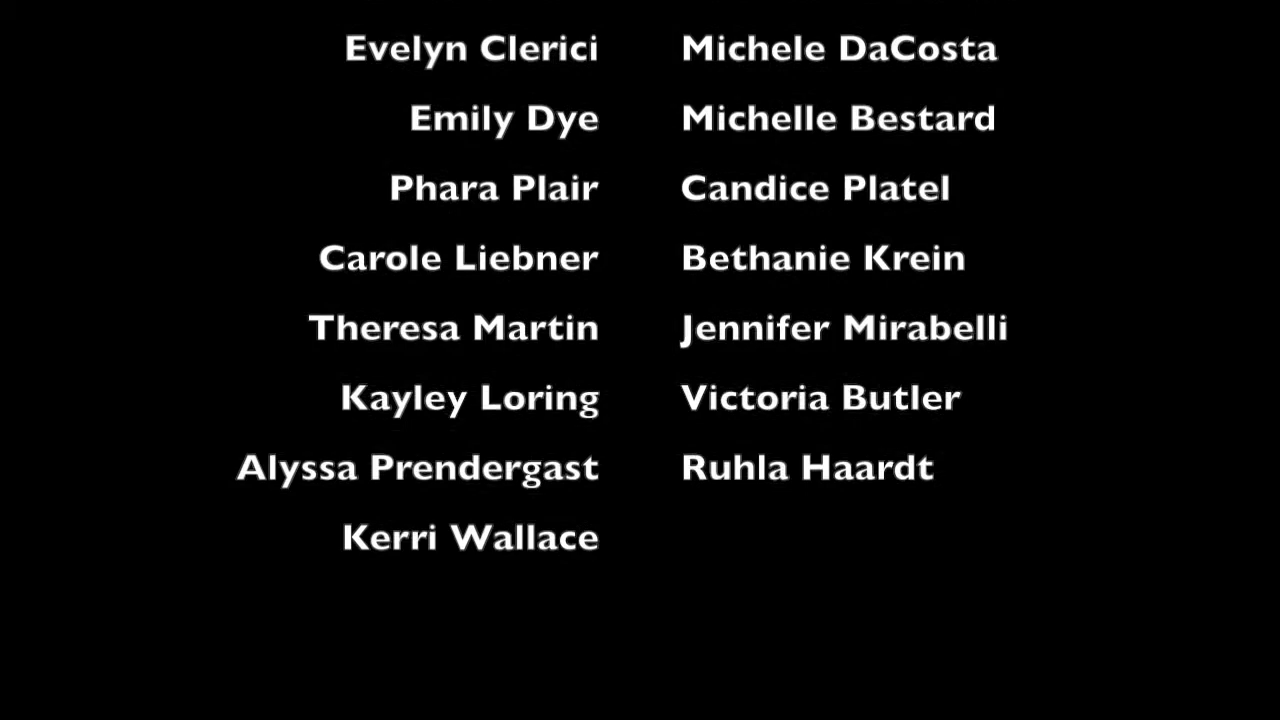 Evelyn Clerici Michele DaCosta
Emily Dye Michelle Bestard
Phara Plair Candice Platel
Carole Liebner Bethanie Krein
Theresa Martin Jennifer Mirabelli
Kayley Loring Victoria Butler
Alyssa Prendergast Ruhla Haardt
Kerri Wallace